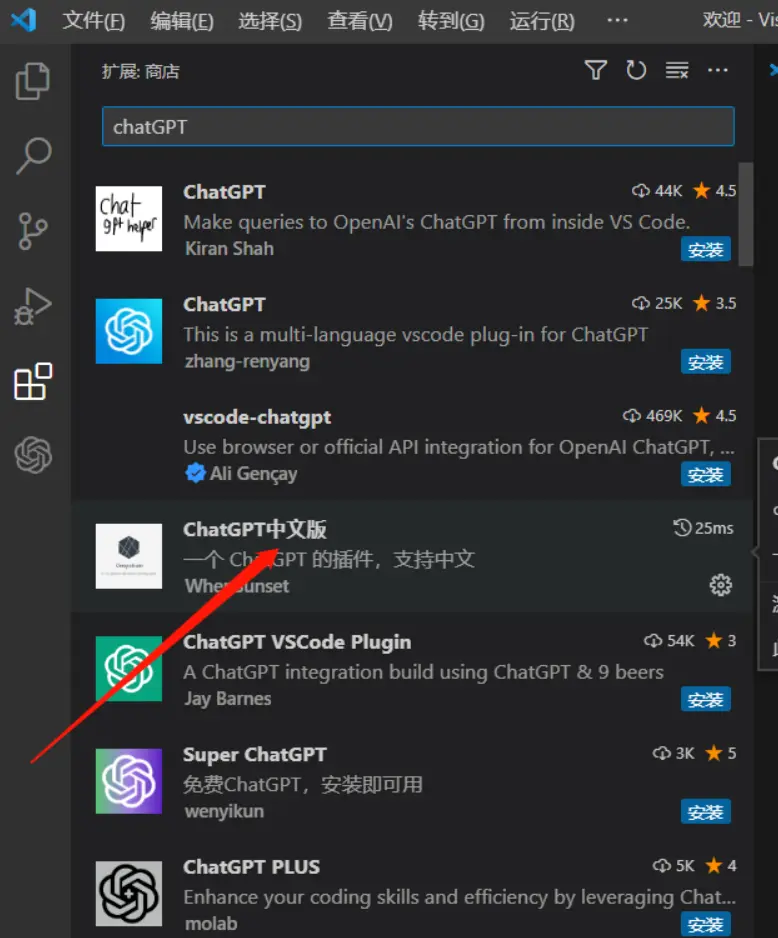 文件(F) 编辑(E) 选择(S) 查看(V) 转到(G) 运行(R) ··· 欢迎 - Vis
扩展: 商店
chatGPT
chat
gpt helper
ChatGPT 44K 4.5
Make queries to OpenAI's ChatGPT from inside VS Code.
Kiran Shah 安装
ChatGPT 25K 3.5
This is a multi-language vscode plug-in for ChatGPT
zhang-renyang 安装
vscode-chatgpt 469K 4.5
Use browser or official API integration for OpenAI ChatGPT, ...
Ali Gençay 安装
ChatGPT中文版 25ms
一个 ChatGPT 的插件，支持中文
WhenSunset
ChatGPT VSCode Plugin 54K 3
A ChatGPT integration build using ChatGPT & 9 beers
Jay Barnes 安装
Super ChatGPT 3K 5
免费ChatGPT，安装即可用
wenyikun 安装
ChatGPT PLUS 5K 4
Enhance your coding skills and efficiency by leveraging Chat...
molab 安装